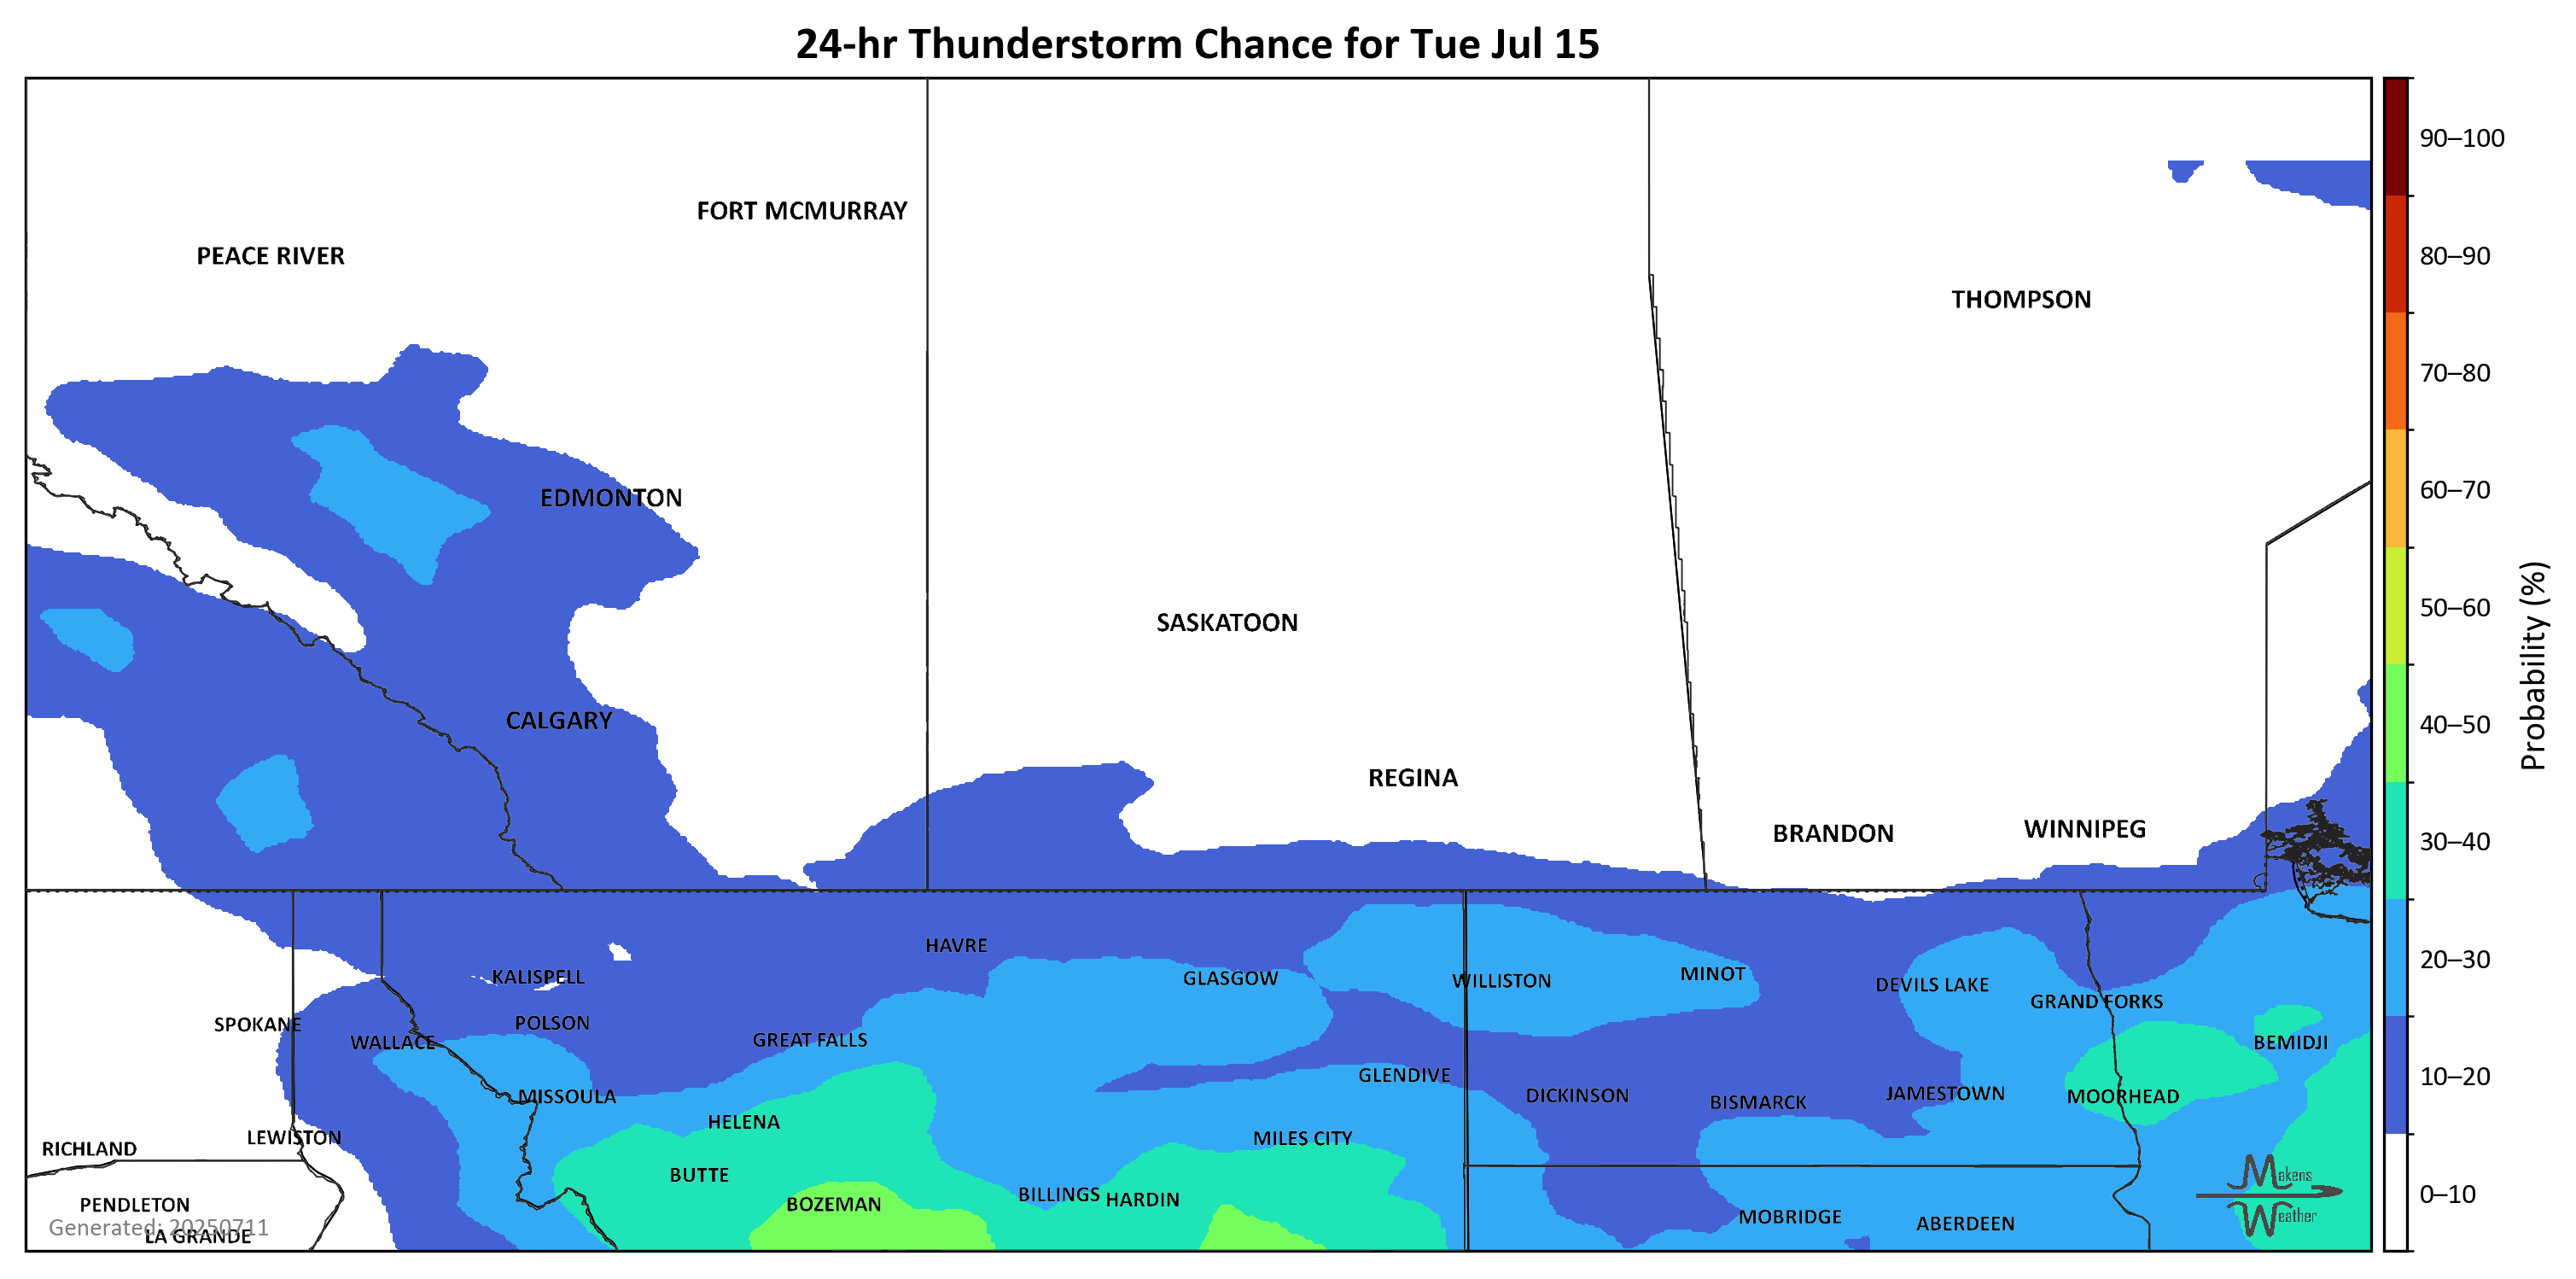 24-hr Thunderstorm Chance for Tue Jul 15
90–100
FORT MCMURRAY
PEACE RIVER
80–90
THOMPSON
70–80
60–70
EDMONTON
50–60
SASKATOON
Probability (%)
CALGARY
40–50
REGINA
BRANDON
WINNIPEG
30–40
HAVRE
20–30
KALISPELL
GLASGOW
WILLISTON
MINOT
DEVILS LAKE
GRAND FORKS
SPOKANE
POLSON
WALLACE
GREAT FALLS
BEMIDJI
GLENDIVE
10–20
MISSOULA
DICKINSON
BISMARCK
JAMESTOWN
MOORHEAD
HELENA
LEWISTON
MILES CITY
RICHLAND
BUTTE
Makens
BILLINGS
HARDIN
0–10
PENDLETON
BOZEMAN
MOBRIDGE
ABERDEEN
Weather
Generated: 20250711
LA GRANDE